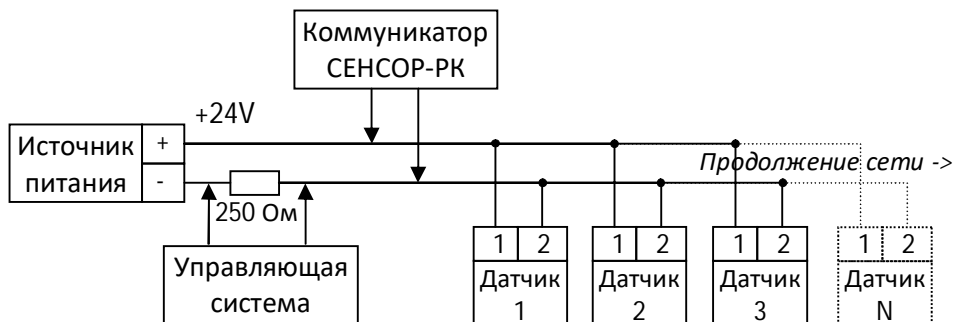 Коммуникатор
СЕНСОР-РК
+24V
Источник
питания
+
-
Продолжение сети ->
250 Ом
Управляющая
система
1 2
Датчик
1
1 2
Датчик
2
1 2
Датчик
3
1 2
Датчик
N